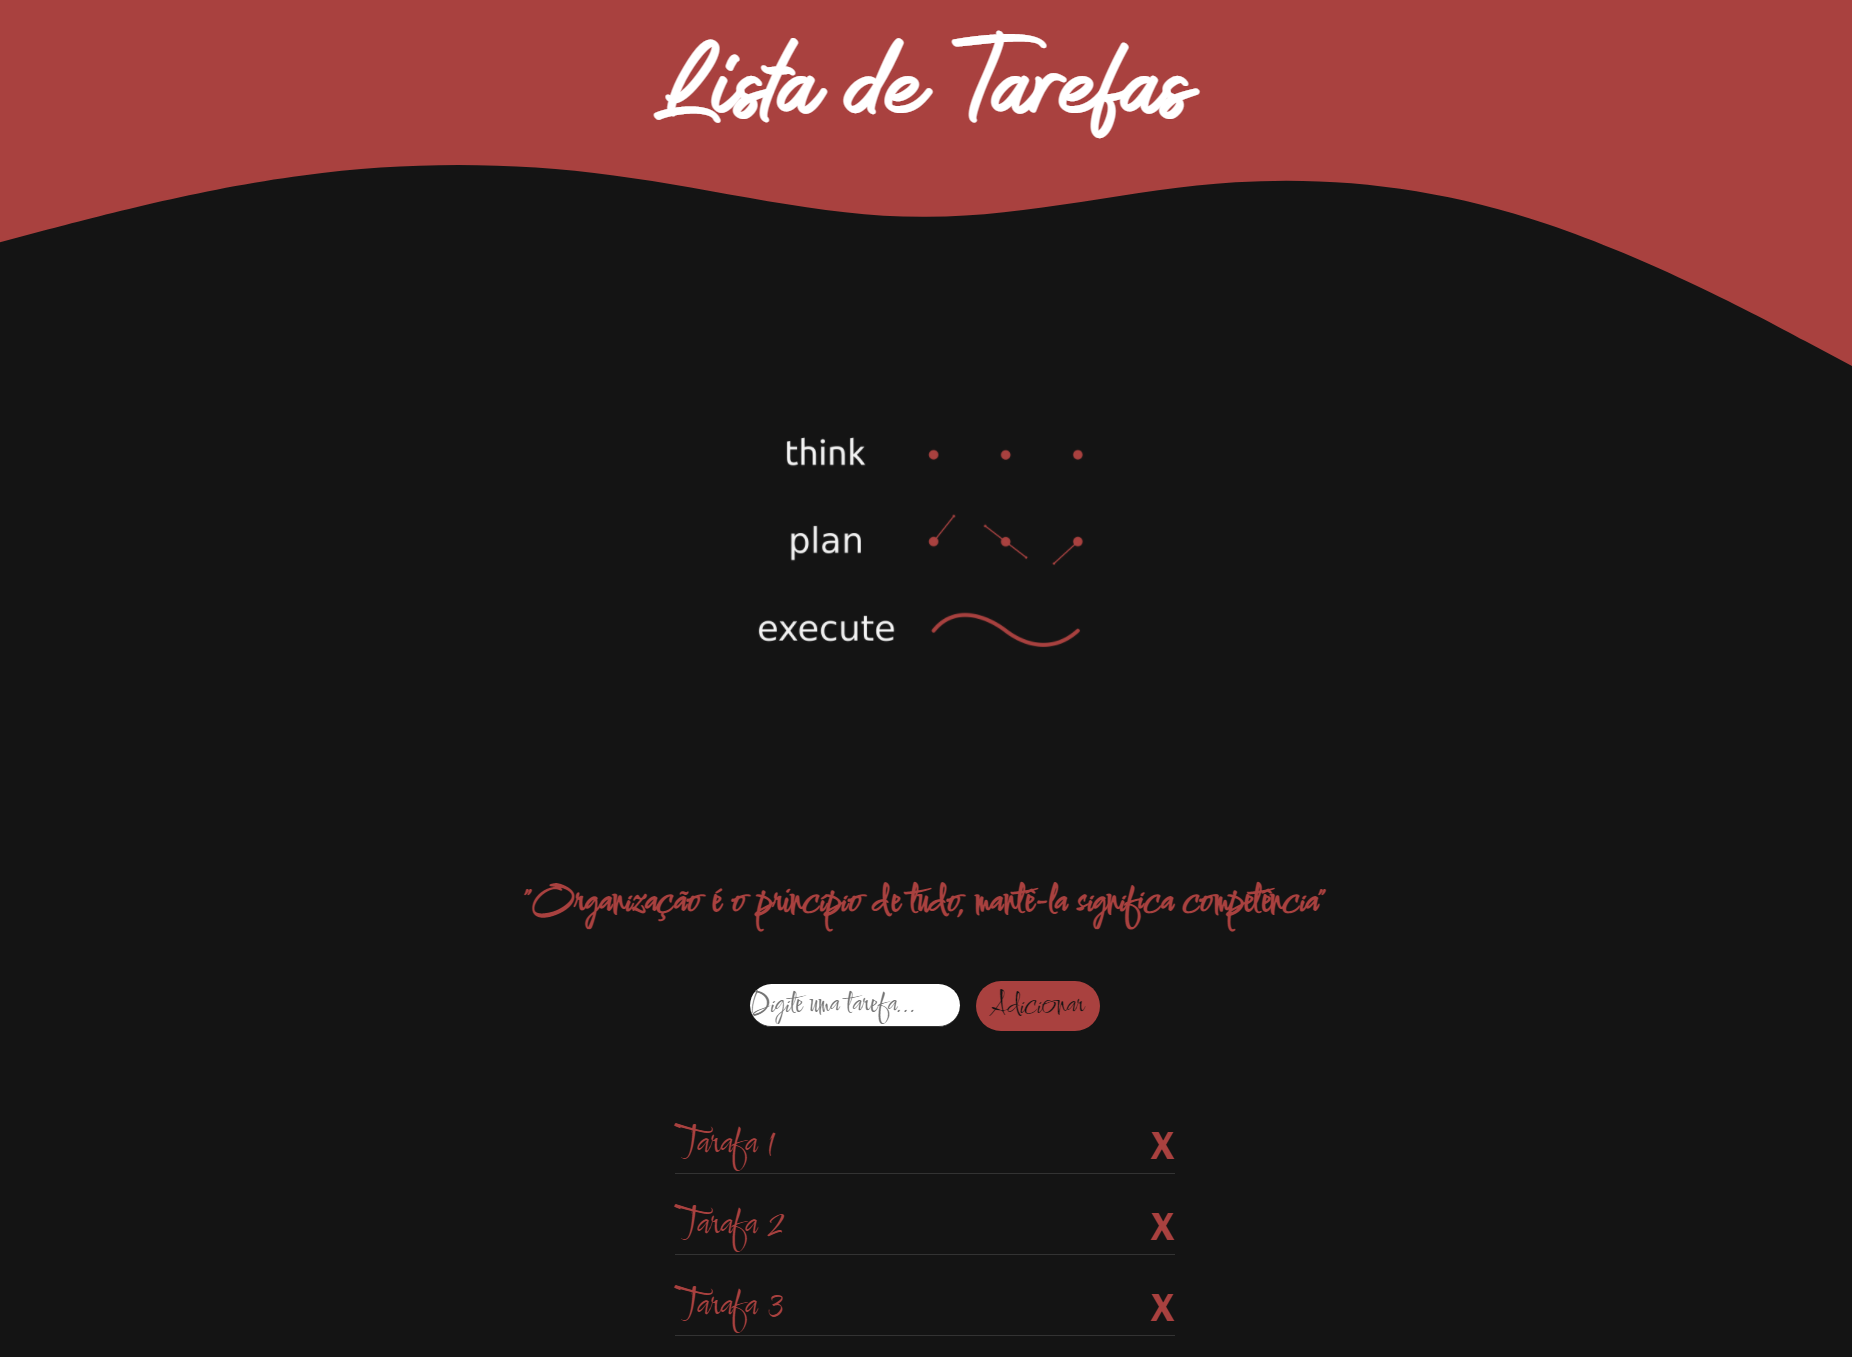 Lista de Tarefas
think
plan
execute
"Organização é o príncipio de tudo, mantê-la significa competência"
Digite uma tarefa... Adicionar
Tarafa 1 X
Tarafa 2 X
Tarafa 3 X